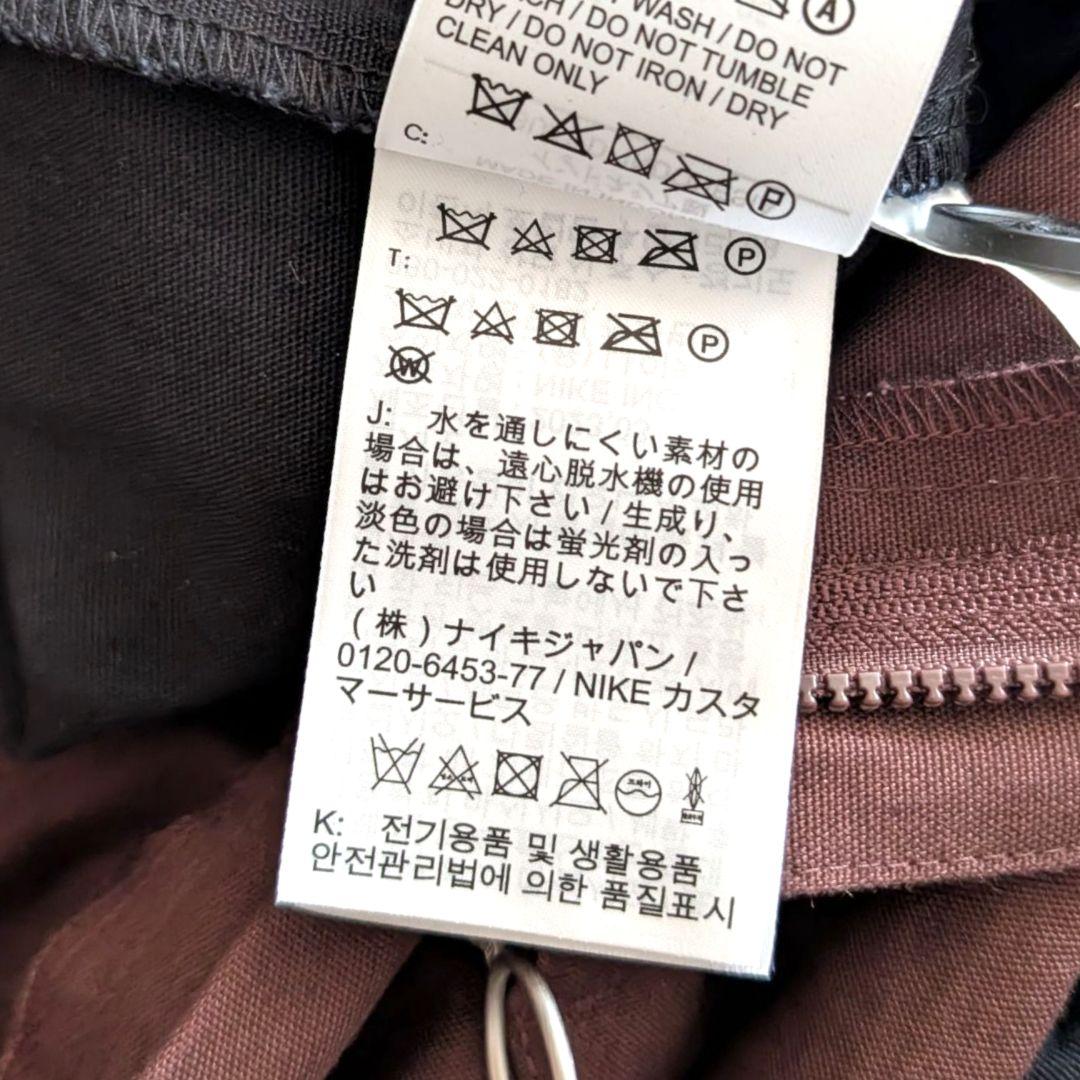 A
WASH / DO NOT
/ DO NOT TUMBLE
DRY / DO NOT IRON / DRY
CLEAN ONLY
C:
P
P
T:
P
W
J: 水を通しにくい素材の
場合は、遠心脱水機の使用
はお避け下さい / 生成り、
淡色の場合は蛍光剤の入っ
た洗剤は使用しないで下さ
い
(株)ナイキジャパン /
0120-6453-77 / NIKE カスタ
マーサービス
K: 전기용품 및 생활용품
안전관리법에 의한 품질표시